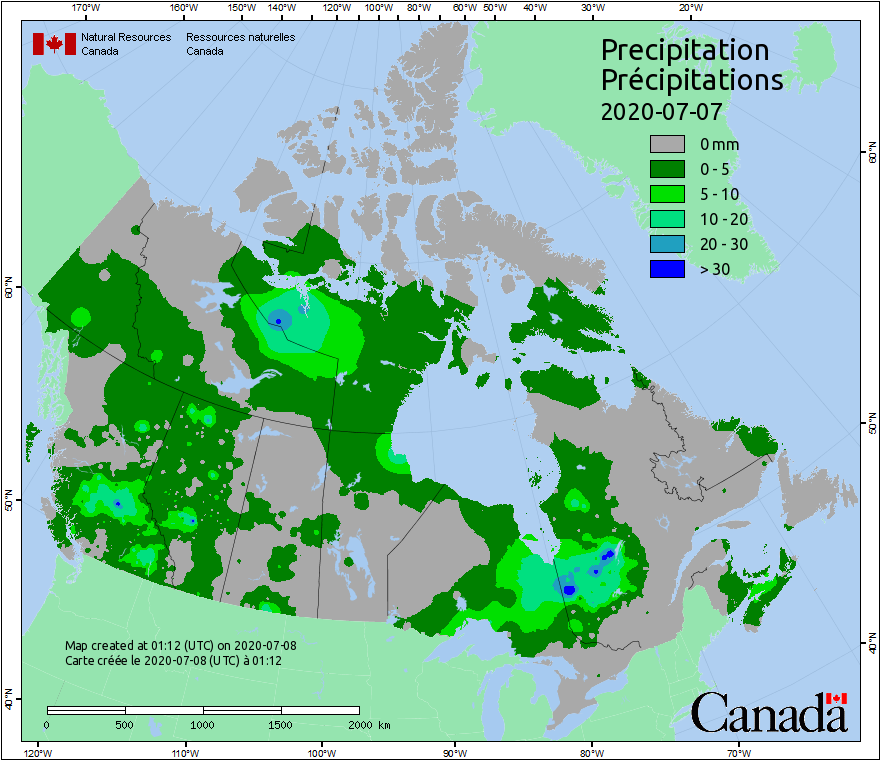 170°W 160°W 150°W 140°W 120°W 100°W 80°W 60°W 50°W 40°W 30°W 20°W
Natural Resources Ressources naturelles
Canada Canada
Precipitation
Précipitations
2020-07-07
0 mm
0 - 5
5 - 10
10 - 20
20 - 30
> 30
60°N 60°N
50°N 50°N
40°N 40°N
Map created at 01:12 (UTC) on 2020-07-08
Carte créée le 2020-07-08 (UTC) à 01:12
0 500 1000 1500 2000 km
Canada
120°W 110°W 100°W 90°W 80°W 70°W